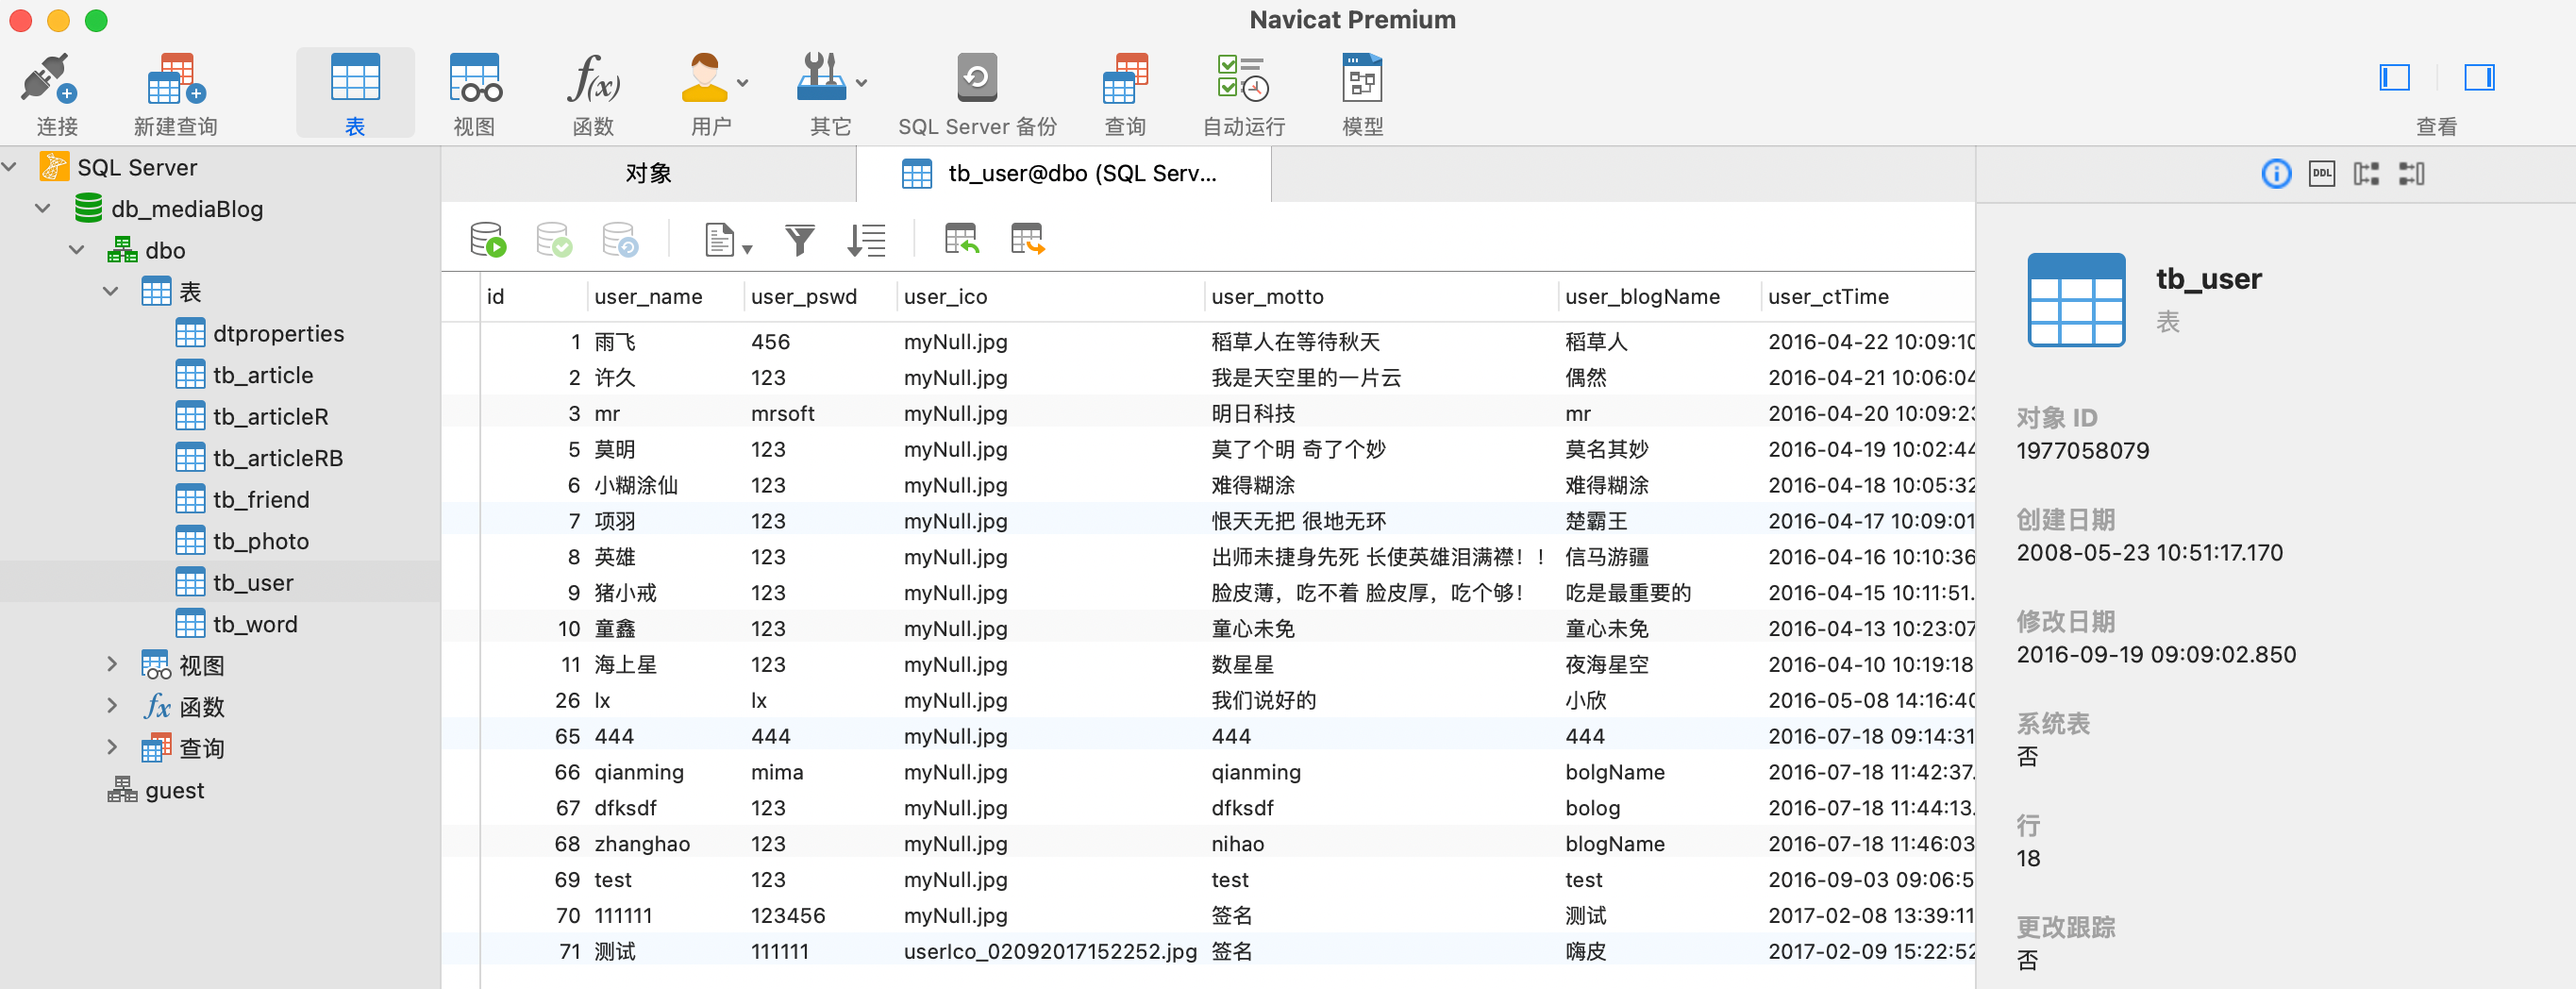 Navicat Premium
连接
新建查询
表
视图
函数
用户
其它
SQL Server 备份
查询
自动运行
模型
查看
SQL Server
db_mediaBlog
dbo
表
dtproperties
tb_article
tb_articleR
tb_articleRB
tb_friend
tb_photo
tb_user
tb_word
视图
函数
查询
guest
对象
tb_user@dbo (SQL Serv...
id user_name user_pswd user_ico user_motto user_blogName user_ctTime
1 雨飞 456 myNull.jpg 稻草人在等待秋天 稻草人 2016-04-22 10:09:10
2 许久 123 myNull.jpg 我是天空里的一片云 偶然 2016-04-21 10:06:04
3 mr mrsoft myNull.jpg 明日科技 mr 2016-04-20 10:09:23
5 莫明 123 myNull.jpg 莫了个明 奇了个妙 莫名其妙 2016-04-19 10:02:44
6 小糊涂仙 123 myNull.jpg 难得糊涂 难得糊涂 2016-04-18 10:05:32
7 项羽 123 myNull.jpg 恨天无把 很地无环 楚霸王 2016-04-17 10:09:01
8 英雄 123 myNull.jpg 出师未捷身先死 长使英雄泪满襟！！ 信马游疆 2016-04-16 10:10:36
9 猪小戒 123 myNull.jpg 脸皮薄，吃不着 脸皮厚，吃个够！ 吃是最重要的 2016-04-15 10:11:51.
10 童鑫 123 myNull.jpg 童心未免 童心未免 2016-04-13 10:23:07
11 海上星 123 myNull.jpg 数星星 夜海星空 2016-04-10 10:19:18
26 lx lx myNull.jpg 我们说好的 小欣 2016-05-08 14:16:40
65 444 444 myNull.jpg 444 444 2016-07-18 09:14:31
66 qianming mima myNull.jpg qianming bolgName 2016-07-18 11:42:37.
67 dfksdf 123 myNull.jpg dfksdf bolog 2016-07-18 11:44:13.
68 zhanghao 123 myNull.jpg nihao blogName 2016-07-18 11:46:03
69 test 123 myNull.jpg test test 2016-09-03 09:06:5
70 111111 123456 myNull.jpg 签名 测试 2017-02-08 13:39:11
71 测试 111111 userIco_02092017152252.jpg 签名 嗨皮 2017-02-09 15:22:52
DDL
tb_user
表
对象 ID
1977058079
创建日期
2008-05-23 10:51:17.170
修改日期
2016-09-19 09:09:02.850
系统表
否
行
18
更改跟踪
否